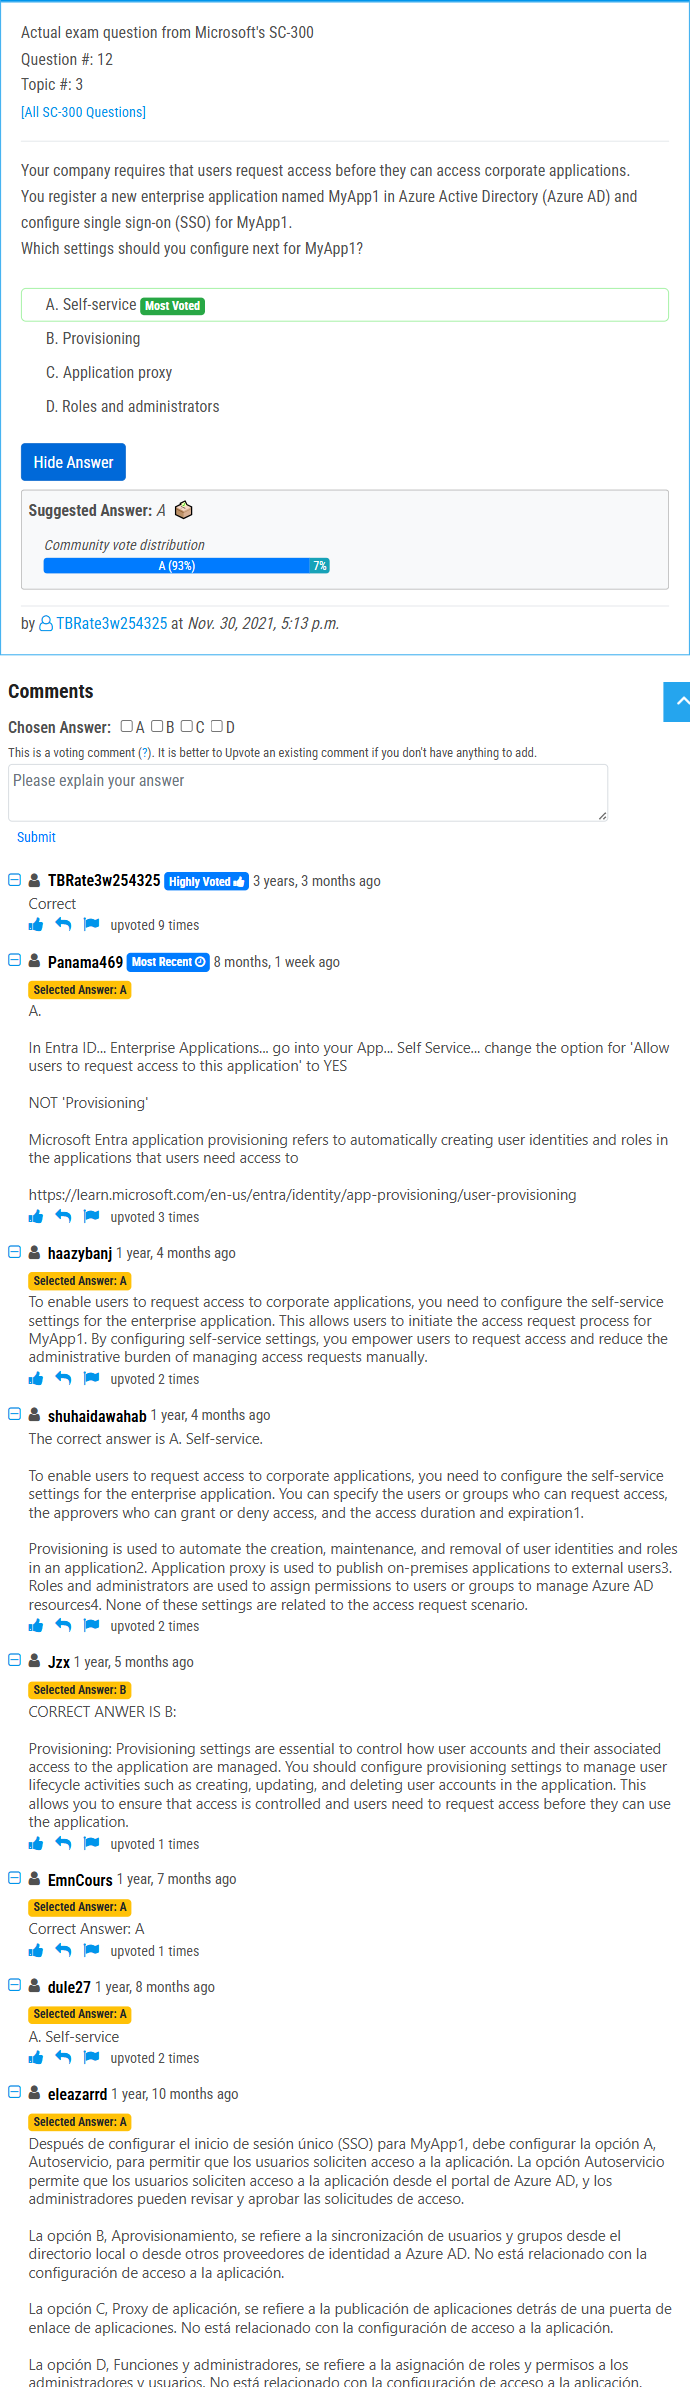 Actual exam question from Microsoft's SC-300
Question #: 12
Topic #: 3
[All SC-300 Questions]
Your company requires that users request access before they can access corporate applications.
You register a new enterprise application named MyApp1 in Azure Active Directory (Azure AD) and
configure single sign-on (SSO) for MyApp1.
Which settings should you configure next for MyApp1?
A. Self-service Most Voted
B. Provisioning
C. Application proxy
D. Roles and administrators
Hide Answer
Suggested Answer: A
Community vote distribution
A (93%) 7%
by TBRate3w254325 at Nov. 30, 2021, 5:13 p.m.
Comments
Chosen Answer: A B C D
This is a voting comment (?). It is better to Upvote an existing comment if you don't have anything to add.
Please explain your answer
Submit
TBRate3w254325 Highly Voted 3 years, 3 months ago
Correct
upvoted 9 times
Panama469 Most Recent 8 months, 1 week ago
Selected Answer: A
A.
In Entra ID... Enterprise Applications... go into your App... Self Service... change the option for 'Allow
users to request access to this application' to YES
NOT 'Provisioning'
Microsoft Entra application provisioning refers to automatically creating user identities and roles in
the applications that users need access to
https://learn.microsoft.com/en-us/entra/identity/app-provisioning/user-provisioning
upvoted 3 times
haazybanj 1 year, 4 months ago
Selected Answer: A
To enable users to request access to corporate applications, you need to configure the self-service
settings for the enterprise application. This allows users to initiate the access request process for
MyApp1. By configuring self-service settings, you empower users to request access and reduce the
administrative burden of managing access requests manually.
upvoted 2 times
shuhaidawahab 1 year, 4 months ago
The correct answer is A. Self-service.
To enable users to request access to corporate applications, you need to configure the self-service
settings for the enterprise application. You can specify the users or groups who can request access,
the approvers who can grant or deny access, and the access duration and expiration1.
Provisioning is used to automate the creation, maintenance, and removal of user identities and roles
in an application2. Application proxy is used to publish on-premises applications to external users3.
Roles and administrators are used to assign permissions to users or groups to manage Azure AD
resources4. None of these settings are related to the access request scenario.
upvoted 2 times
Jzx 1 year, 5 months ago
Selected Answer: B
CORRECT ANWER IS B:
Provisioning: Provisioning settings are essential to control how user accounts and their associated
access to the application are managed. You should configure provisioning settings to manage user
lifecycle activities such as creating, updating, and deleting user accounts in the application. This
allows you to ensure that access is controlled and users need to request access before they can use
the application.
upvoted 1 times
EmnCours 1 year, 7 months ago
Selected Answer: A
Correct Answer: A
upvoted 1 times
dule27 1 year, 8 months ago
Selected Answer: A
A. Self-service
upvoted 2 times
eleazarrd 1 year, 10 months ago
Selected Answer: A
Después de configurar el inicio de sesión único (SSO) para MyApp1, debe configurar la opción A,
Autoservicio, para permitir que los usuarios soliciten acceso a la aplicación. La opción Autoservicio
permite que los usuarios soliciten acceso a la aplicación desde el portal de Azure AD, y los
administradores pueden revisar y aprobar las solicitudes de acceso.
La opción B, Aprovisionamiento, se refiere a la sincronización de usuarios y grupos desde el
directorio local o desde otros proveedores de identidad a Azure AD. No está relacionado con la
configuración de acceso a la aplicación.
La opción C, Proxy de aplicación, se refiere a la publicación de aplicaciones detrás de una puerta de
enlace de aplicaciones. No está relacionado con la configuración de acceso a la aplicación.
La opción D, Funciones y administradores, se refiere a la asignación de roles y permisos a los
administradores y usuarios. No está relacionado con la configuración de acceso a la aplicación.